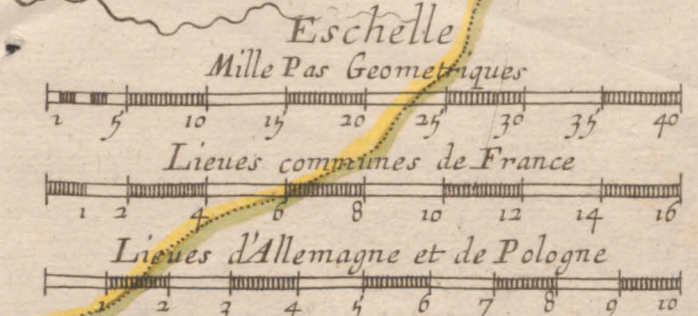 Eschelle
Mille Pas Geometriques
1 5 10 15 20 25 30 35 40
Lieues communes de France
1 2 4 6 8 10 12 14 16
Lieues d'Allemagne et de Pologne
1 2 3 4 5 6 7 8 9 10